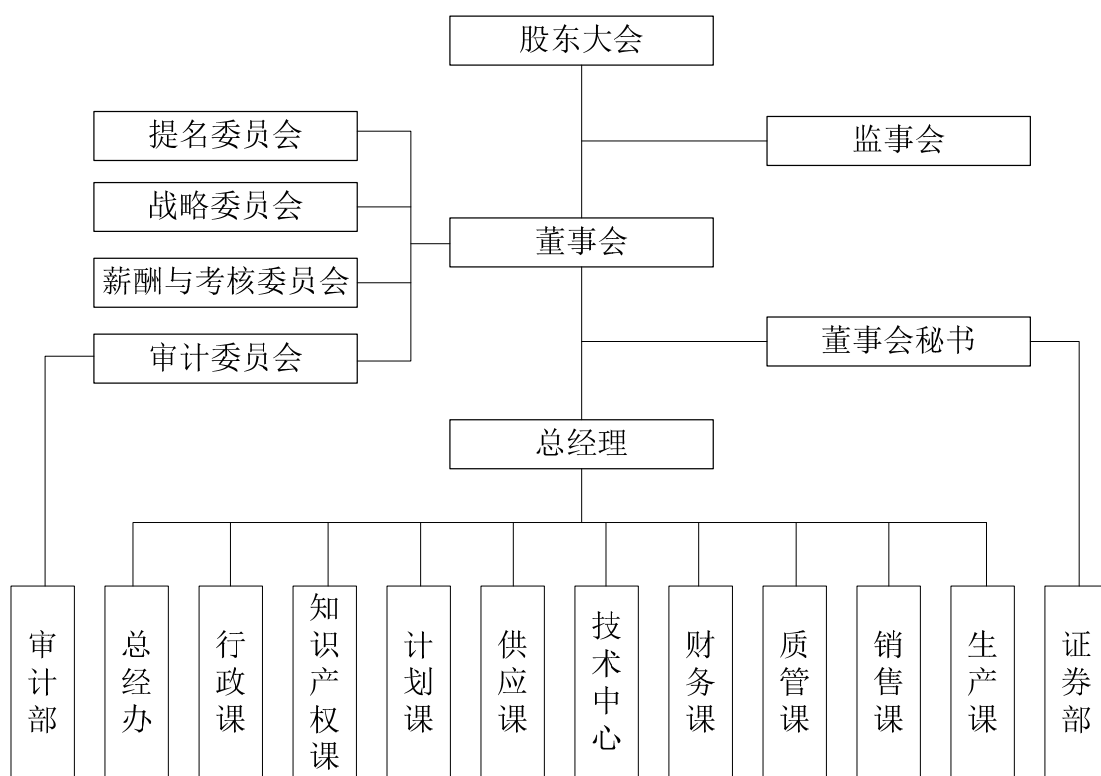 股东大会
提名委员会
监事会
战略委员会
董事会
薪酬与考核委员会
董事会秘书
审计委员会
总经理
审计部
总经办
行政课
知识产权课
计划课
供应课
技术中心
财务课
质管课
销售课
生产课
证券部